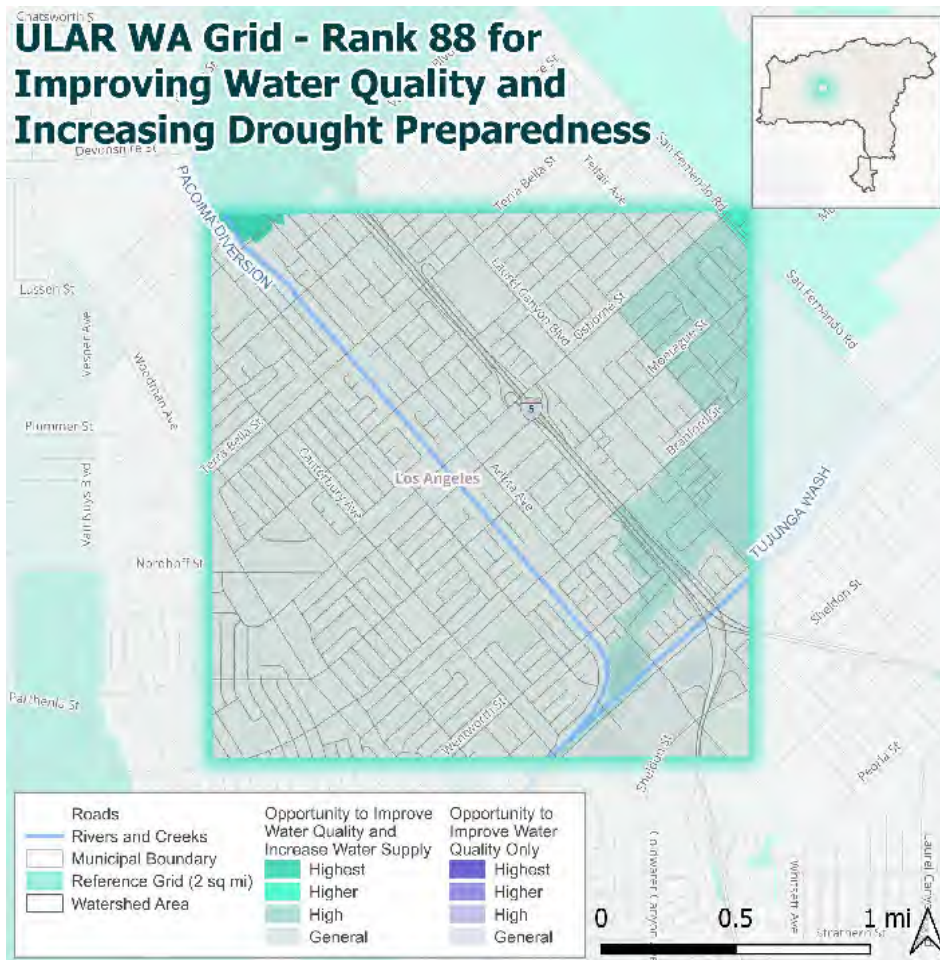 Chatsworth S
ULAR WA Grid - Rank 88 for
Improving Water Quality and
Increasing Drought Preparedness
Devonshire St
San Fernando Rd
Terra Bella St
Telfair Ave
PACOIMA DIVERSION
Laurel Canyon Blvd
Osborne St
San Fernando Rd
Lassen St
Vesper Ave
Woodman Ave
Montague St
5
Plummer St
Terra Bella St
Branford St
Canterbury Ave
Los Angeles
Arleta Ave
Van Nuys Blvd
TUJUNGA WASH
Nordhoff St
Sheldon St
Parthenia St
Wentworth St
Sheldon St
Peoria St
Roads
Rivers and Creeks
Municipal Boundary
Reference Grid (2 sq mi)
Watershed Area
Opportunity to Improve
Water Quality and
Increase Water Supply
Highest
Higher
High
General
Opportunity to
Improve Water
Quality Only
Highest
Higher
High
General
Whitsett Ave
Laurel Cany
0 0.5 1 mi
Strathern St